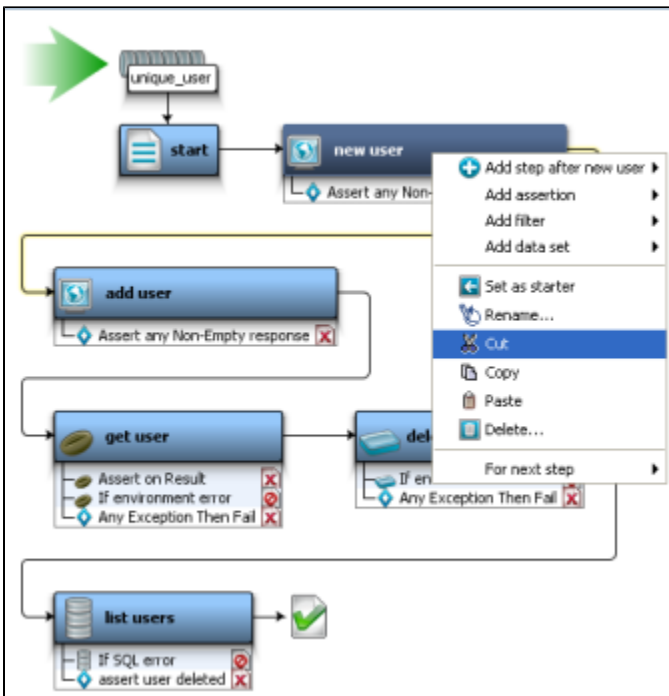 unique_user
start
new user
Assert any Non-
Add step after new user
Add assertion
Add filter
Add data set
Set as starter
Rename...
Cut
Copy
Paste
Delete...
For next step
add user
Assert any Non-Empty response
get user
Assert on Result
If environment error
Any Exception Then Fail
del
If en
Any Exception Then Fail
list users
If SQL error
assert user deleted